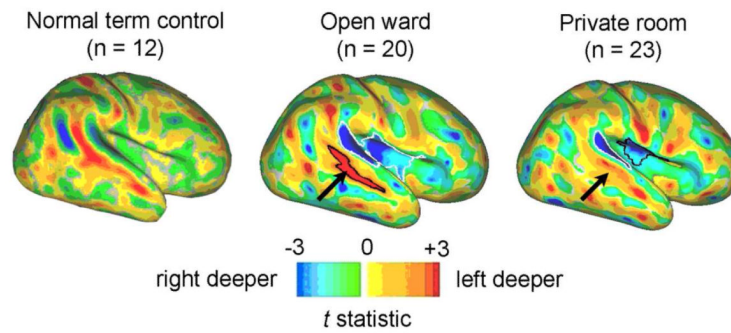 Normal term control
(n = 12)
Open ward
(n = 20)
Private room
(n = 23)
-3 0 +3
right deeper left deeper
t statistic